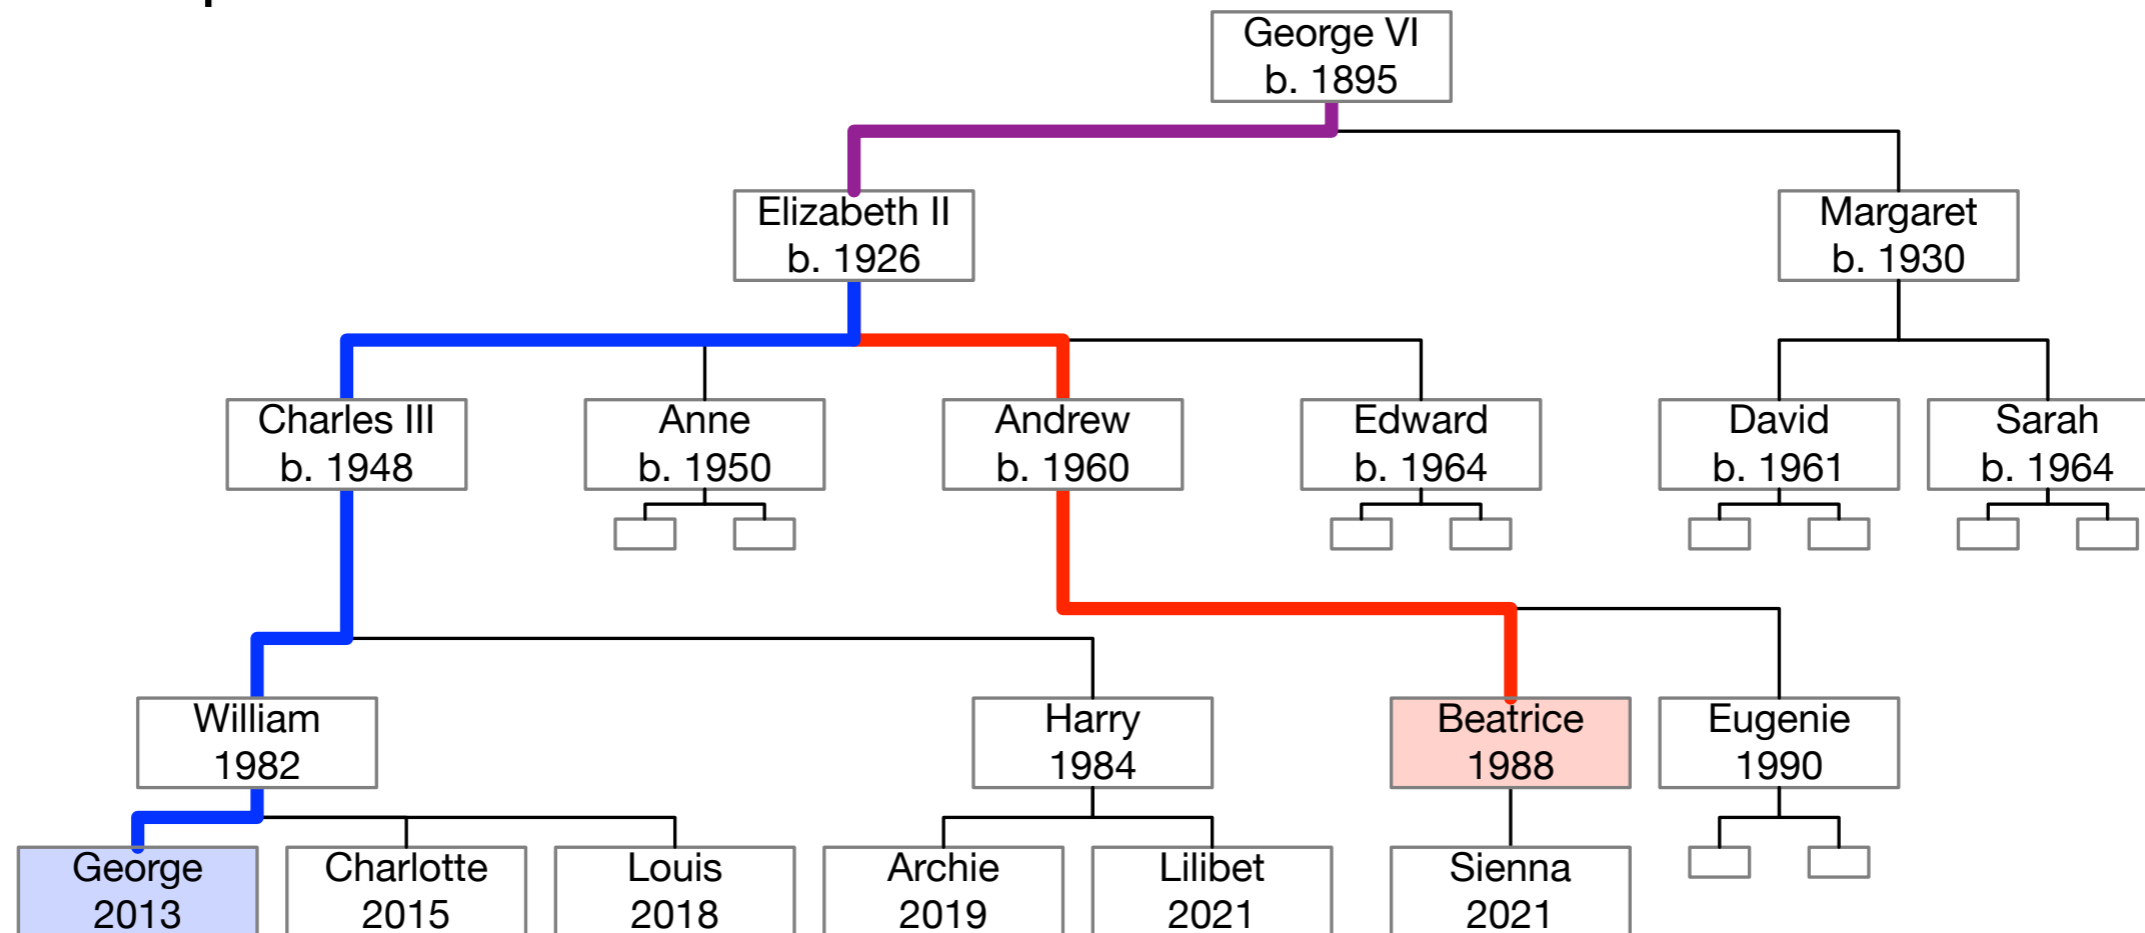 George VI
b. 1895
Elizabeth II
b. 1926
Margaret
b. 1930
Charles III
b. 1948
Anne
b. 1950
Andrew
b. 1960
Edward
b. 1964
David
b. 1961
Sarah
b. 1964
William
1982
Harry
1984
Beatrice
1988
Eugenie
1990
George
2013
Charlotte
2015
Louis
2018
Archie
2019
Lilibet
2021
Sienna
2021